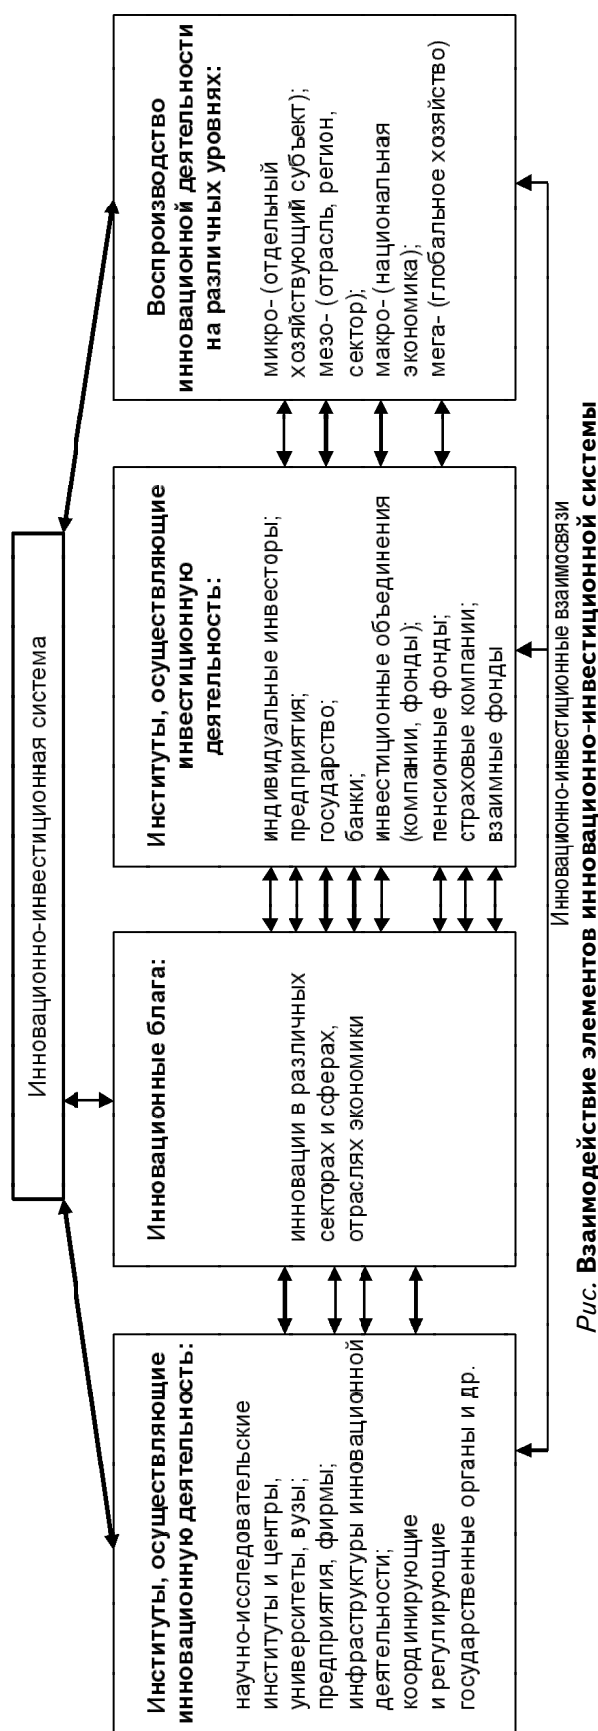 Инновационно-инвестиционная система
Институты, осуществляющие
инновационную деятельность:
научно-исследовательские
институты и центры,
университеты, вузы;
предприятия, фирмы;
инфраструктуры инновационной
деятельности;
координирующие
и регулирующие
государственные органы и др.
Инновационные блага:
инновации в различных
секторах и сферах,
отраслях экономики
Институты, осуществляющие
инвестиционную
деятельность:
индивидуальные инвесторы;
предприятия;
государство;
банки;
инвестиционные объединения
(компании, фонды);
пенсионные фонды;
страховые компании;
взаимные фонды
Воспроизводство
инновационной деятельности
на различных уровнях:
микро- (отдельный
хозяйствующий субъект);
мезо- (отрасль, регион,
сектор);
макро- (национальная
экономика);
мега- (глобальное хозяйство)
Инновационно-инвестиционные взаимосвязи
Рис. Взаимодействие элементов инновационно-инвестиционной системы